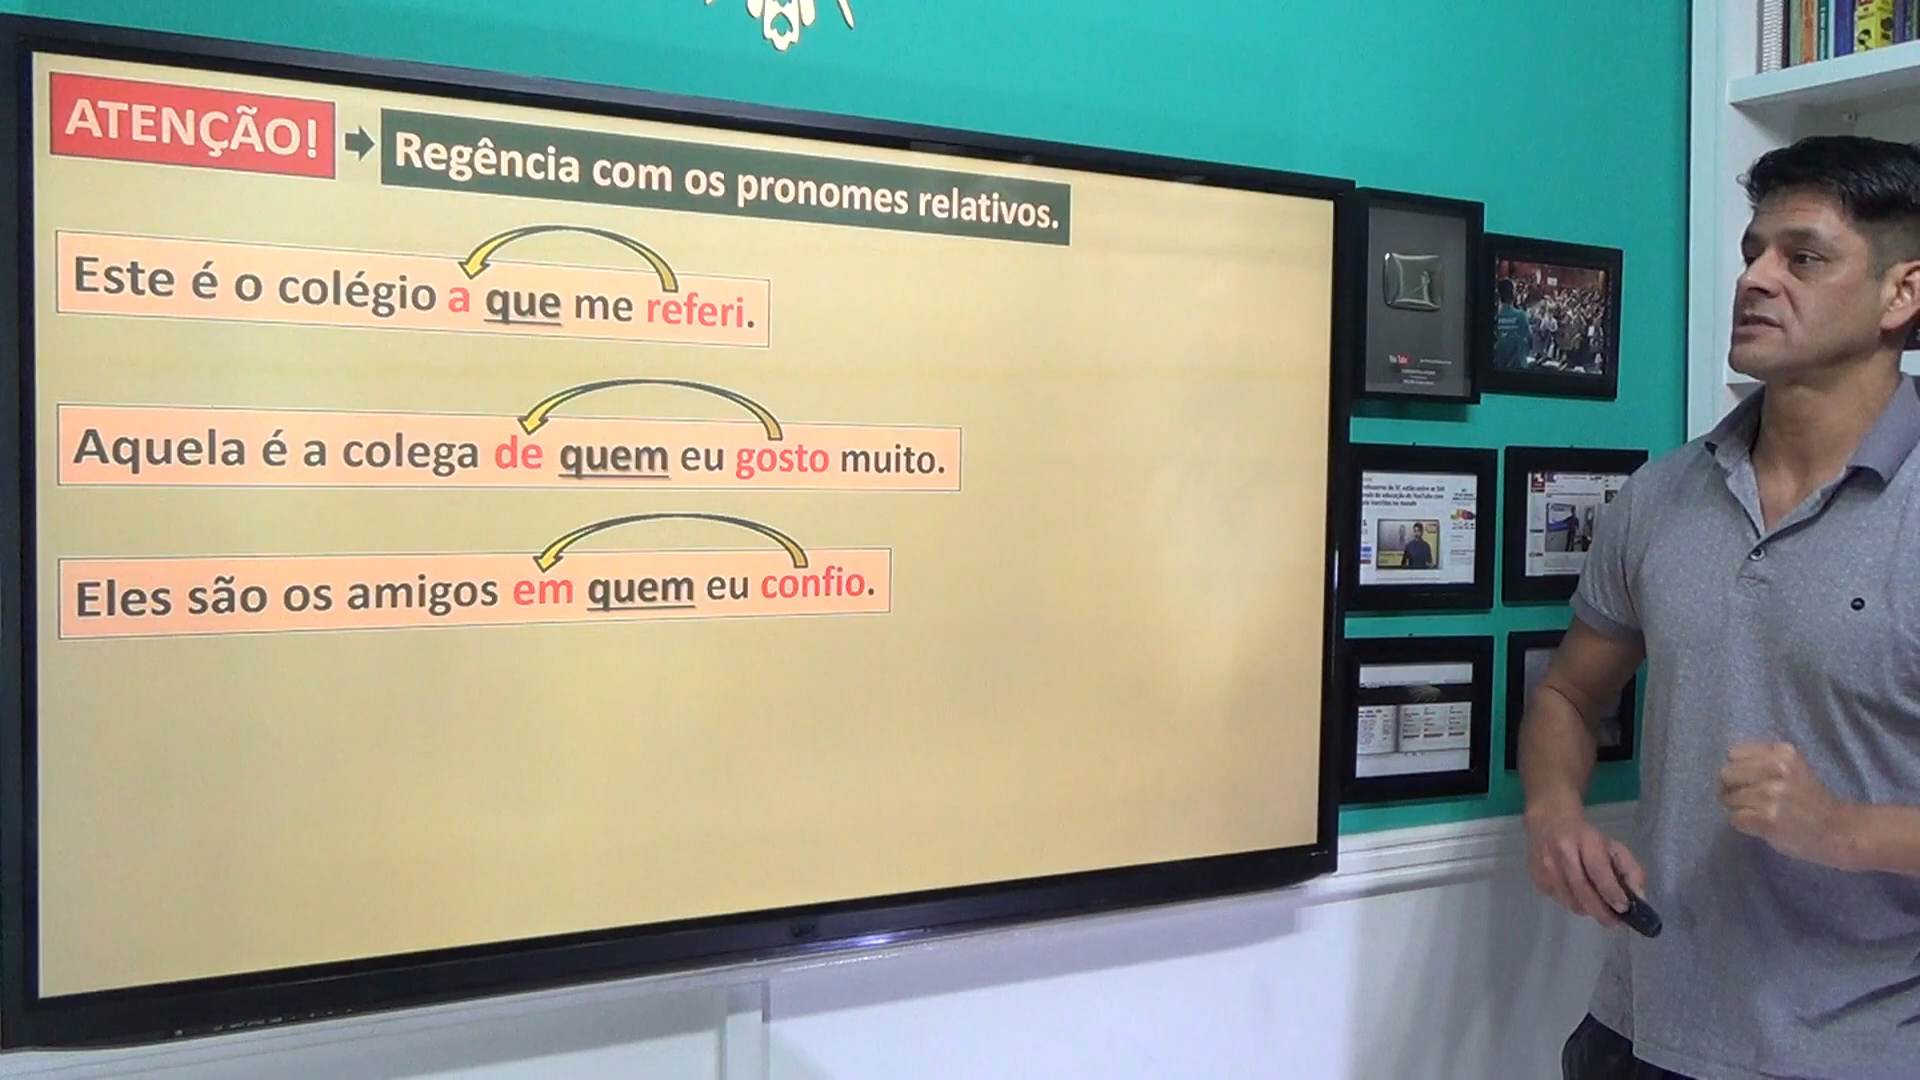 ATENÇÃO!
Regência com os pronomes relativos.
Este é o colégio a que me referi.
Aquela é a colega de quem eu gosto muito.
Eles são os amigos em quem eu confio.